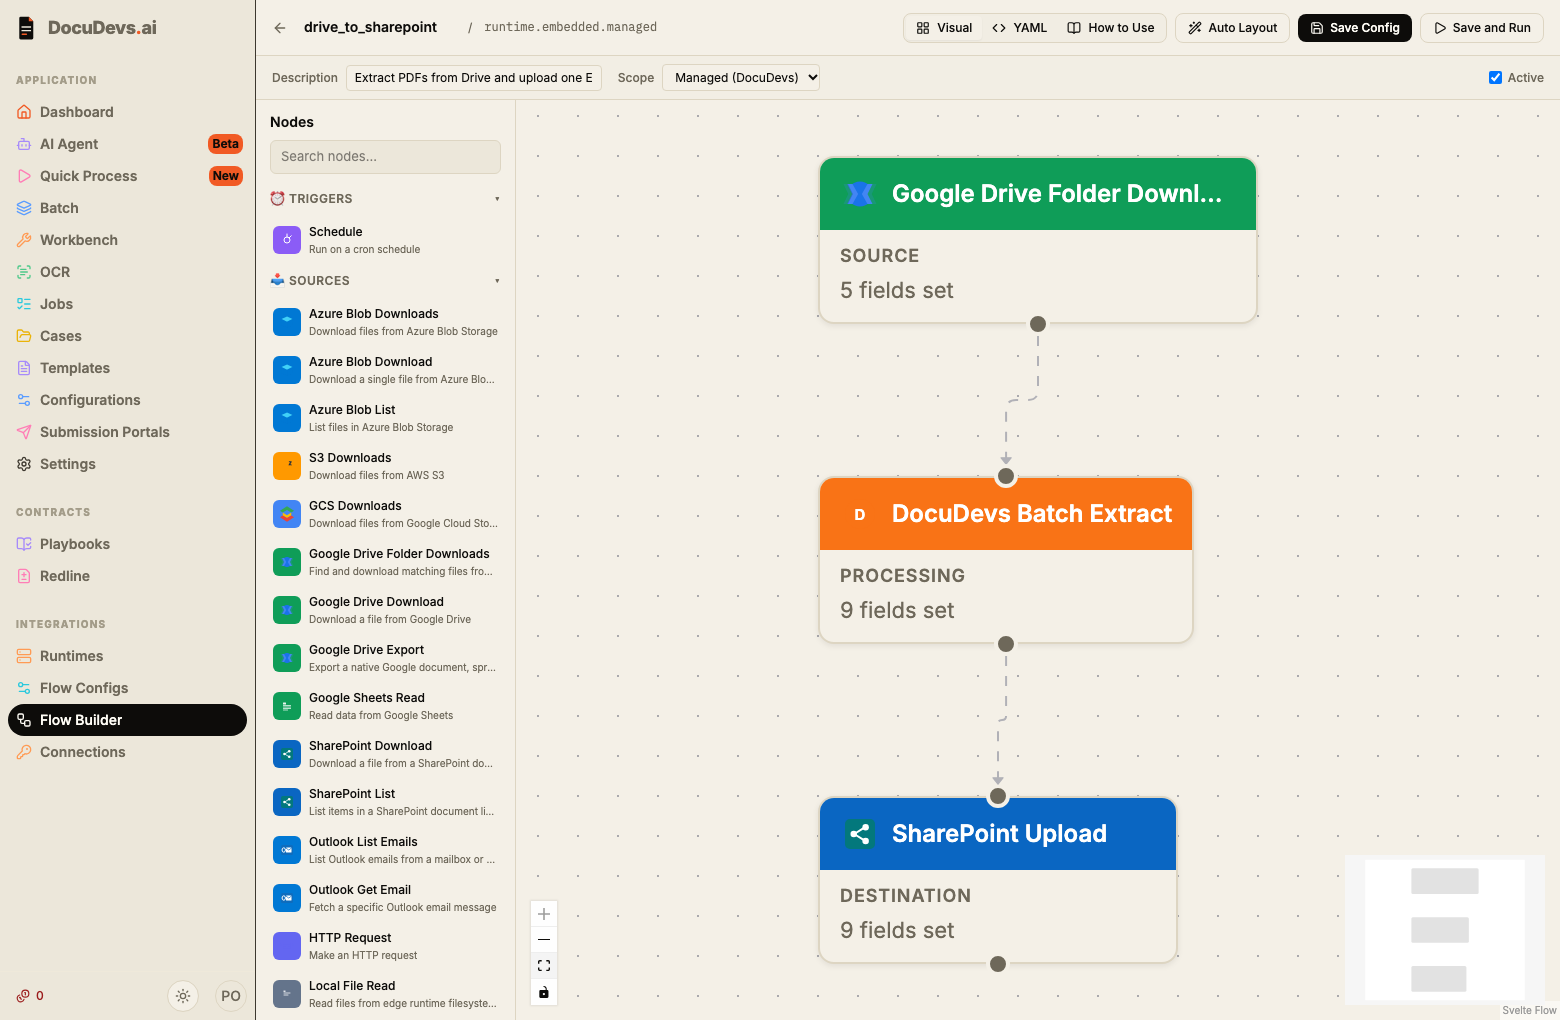 DocuDevs.ai
APPLICATION
Dashboard
AI Agent
Beta
Quick Process
New
Batch
Workbench
OCR
Jobs
Cases
Templates
Configurations
Submission Portals
Settings
CONTRACTS
Playbooks
Redline
INTEGRATIONS
Runtimes
Flow Configs
Flow Builder
Connections
0
PO
drive_to_sharepoint
/ runtime.embedded.managed
Visual
YAML
How to Use
Auto Layout
Save Config
Save and Run
Description
Extract PDFs from Drive and upload one E
Scope
Managed (DocuDevs)
Active
Nodes
Search nodes...
TRIGGERS
Schedule
Run on a cron schedule
SOURCES
Azure Blob Downloads
Download files from Azure Blob Storage
Azure Blob Download
Download a single file from Azure Blo...
Azure Blob List
List files in Azure Blob Storage
S3 Downloads
Download files from AWS S3
GCS Downloads
Download files from Google Cloud Sto...
Google Drive Folder Downloads
Find and download matching files fro...
Google Drive Download
Download a file from Google Drive
Google Drive Export
Export a native Google document, spr...
Google Sheets Read
Read data from Google Sheets
SharePoint Download
Download a file from a SharePoint do...
SharePoint List
List items in a SharePoint document li...
Outlook List Emails
List Outlook emails from a mailbox or ...
Outlook Get Email
Fetch a specific Outlook email message
HTTP Request
Make an HTTP request
Local File Read
Read files from edge runtime filesyste...
Google Drive Folder Downl...
SOURCE
5 fields set
D
DocuDevs Batch Extract
PROCESSING
9 fields set
SharePoint Upload
DESTINATION
9 fields set
Svelte Flow